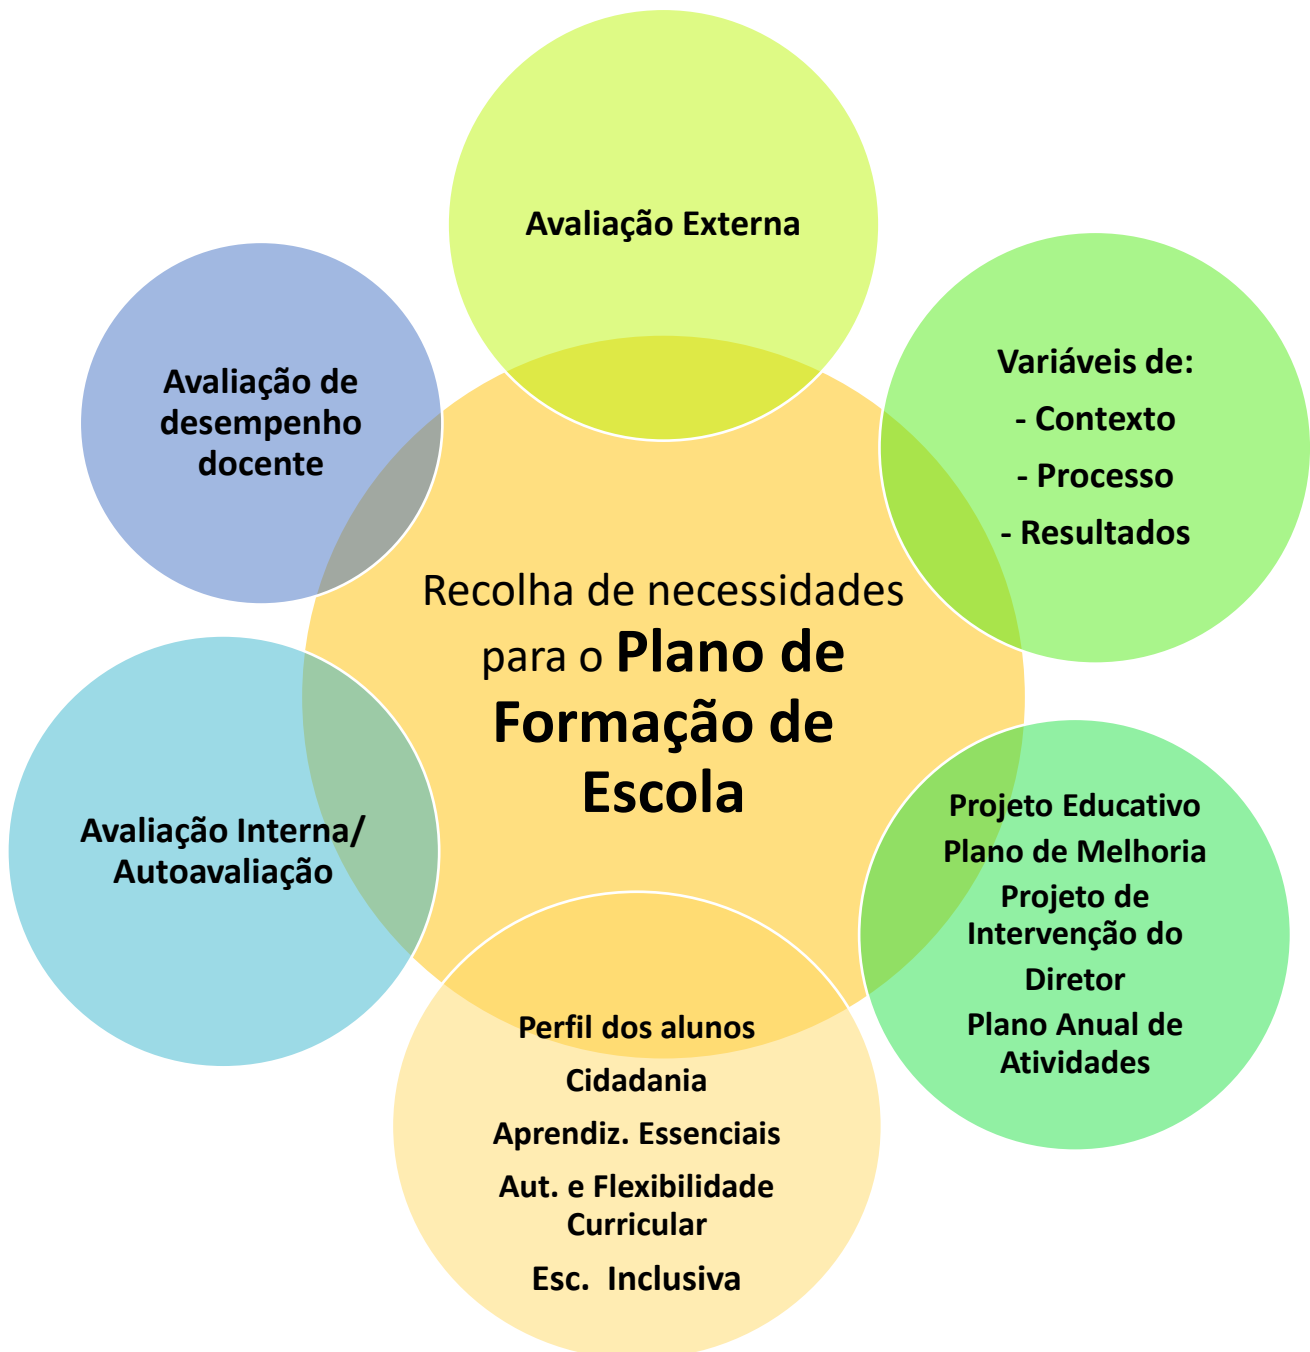 Avaliação Externa
Variáveis de:
- Contexto
- Processo
- Resultados
Avaliação de
desempenho
docente
Recolha de necessidades
para o Plano de
Formação de
Escola
Projeto Educativo
Plano de Melhoria
Projeto de
Intervenção do
Diretor
Plano Anual de
Atividades
Avaliação Interna/
Autoavaliação
Perfil dos alunos
Cidadania
Aprendiz. Essenciais
Aut. e Flexibilidade
Curricular
Esc. Inclusiva